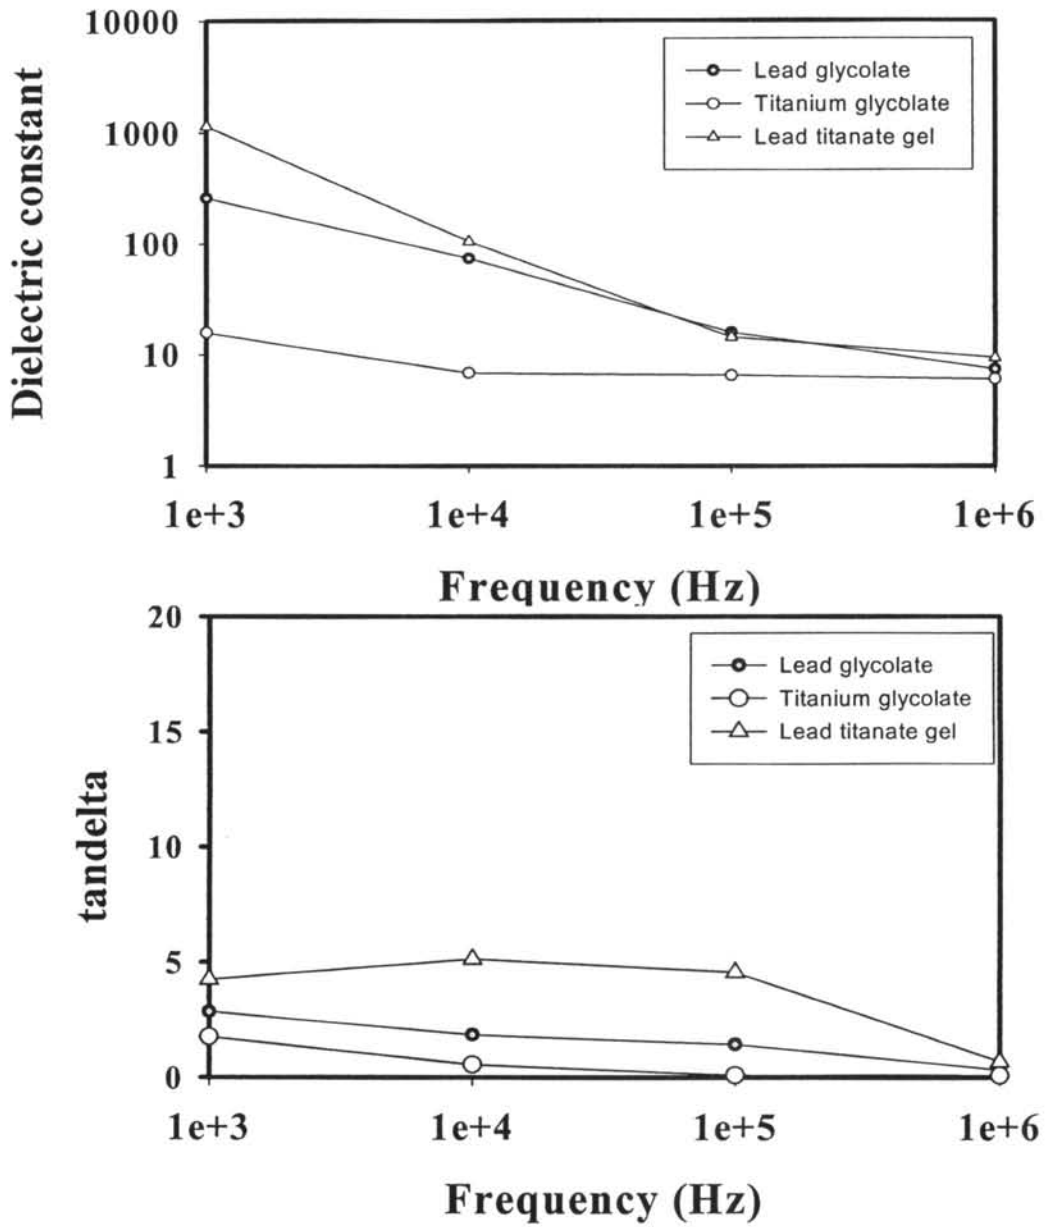 10000
1000
100
10
1
Dielectric constant
Lead glycolate
Titanium glycolate
Lead titanate gel
1e+3 1e+4 1e+5 1e+6
Frequency (Hz)
20
15
10
5
0
tandelta
Lead glycolate
Titanium glycolate
Lead titanate gel
1e+3 1e+4 1e+5 1e+6
Frequency (Hz)